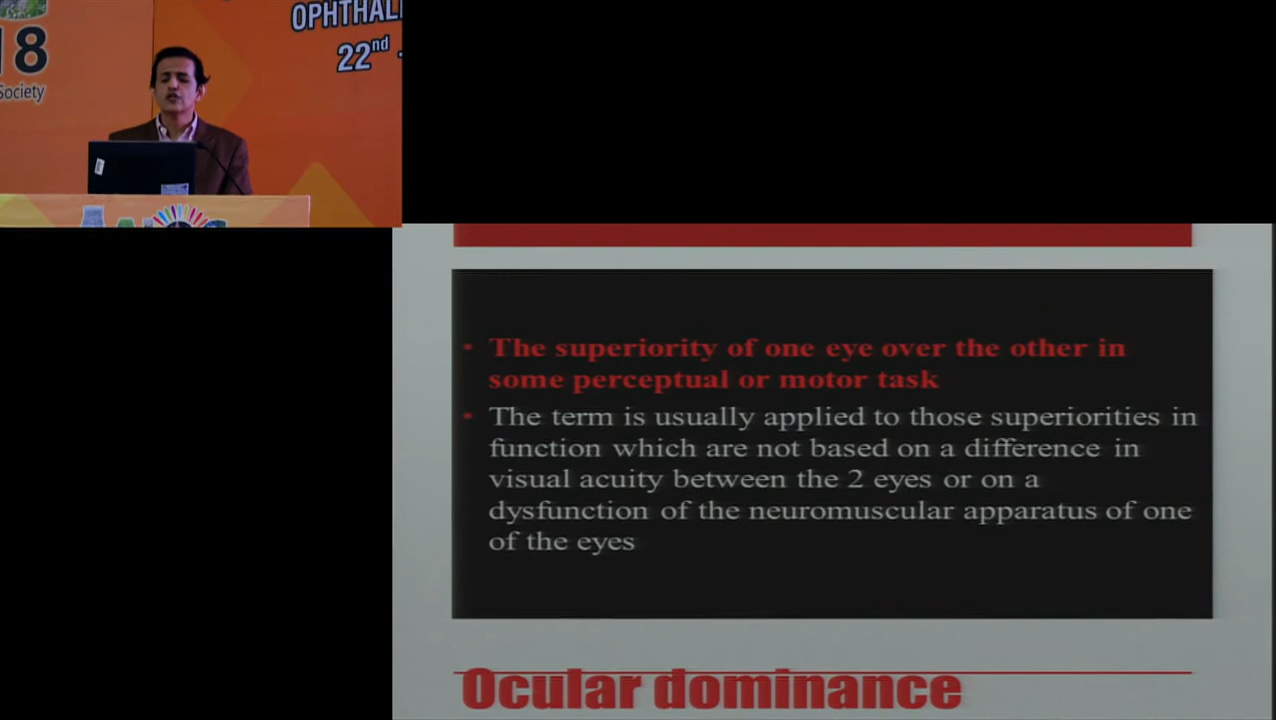 OPHTHAL
22nd -
18
Society
• The superiority of one eye over the other in
some perceptual or motor task
• The term is usually applied to those superiorities in
function which are not based on a difference in
visual acuity between the 2 eyes or on a
dysfunction of the neuromuscular apparatus of one
of the eyes
Ocular dominance